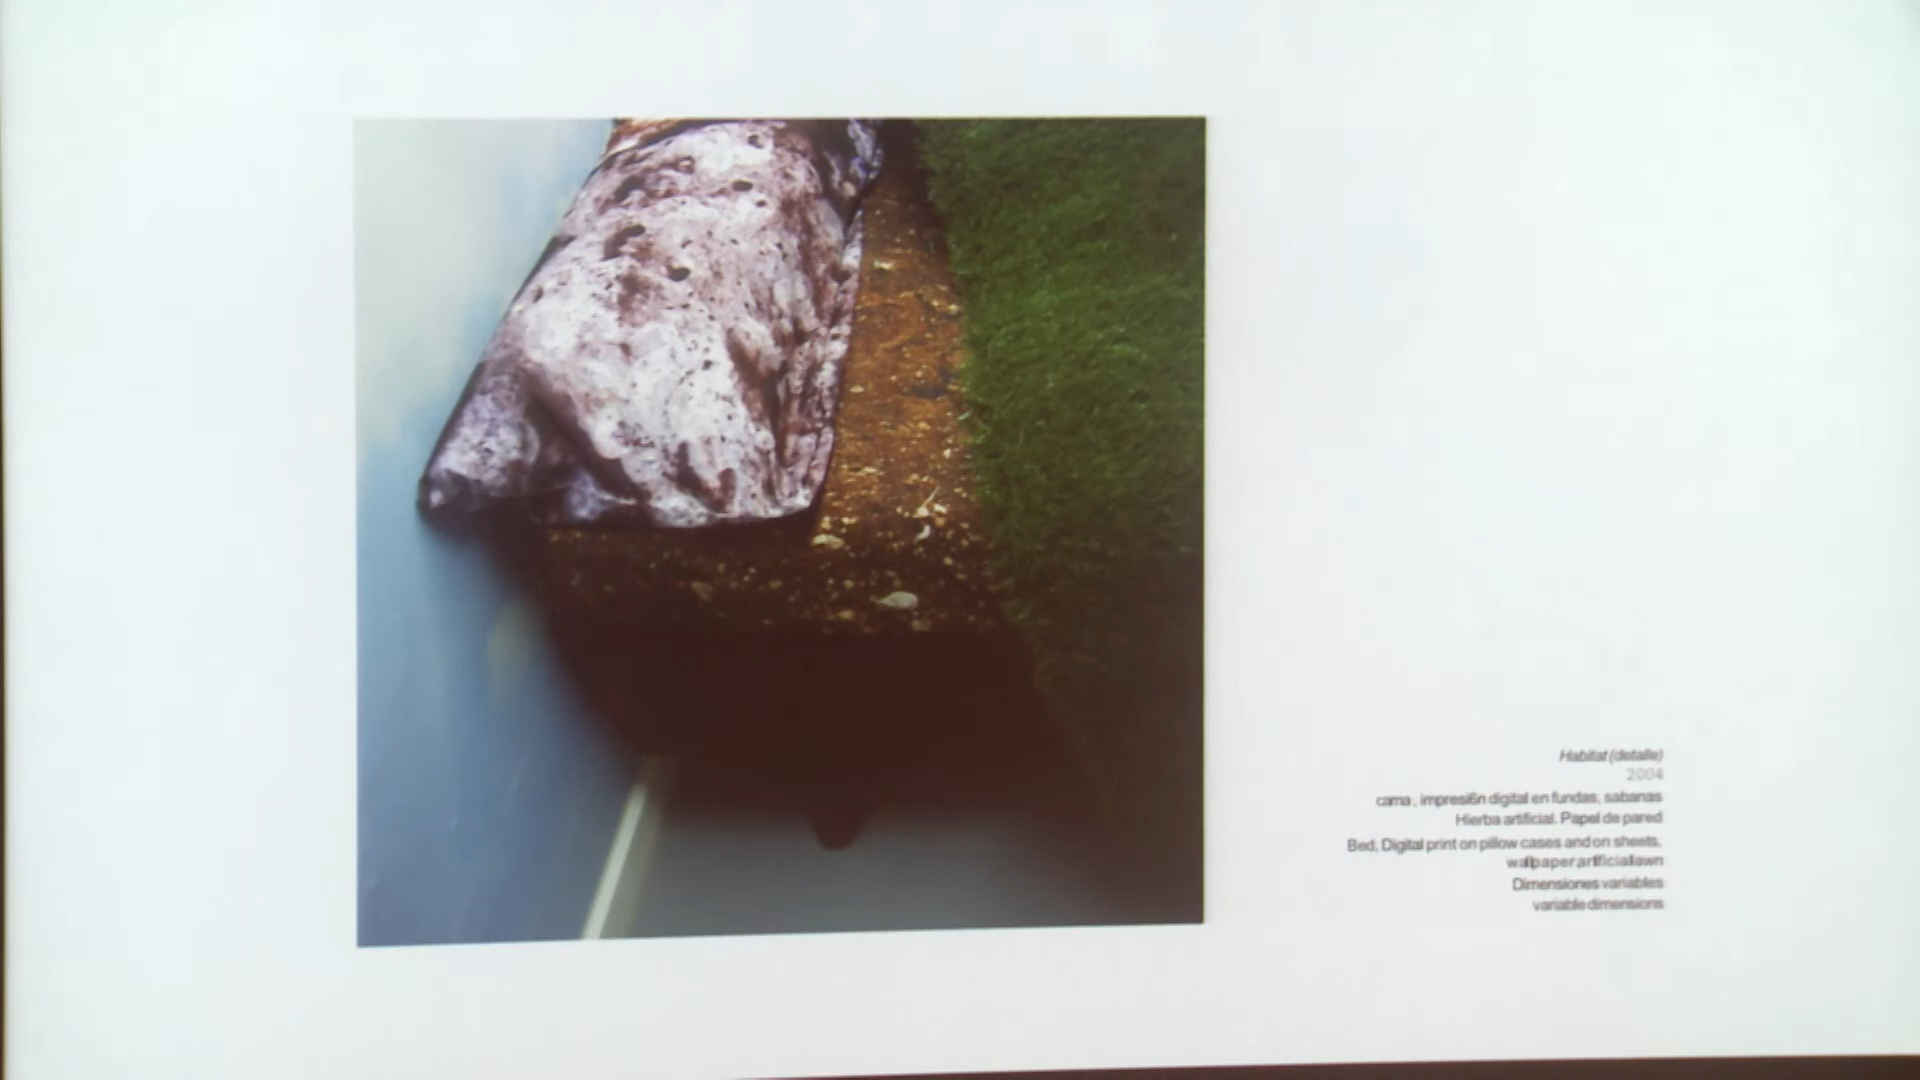 Habitat (detalle)
2004
cama, impresión digital en fundas, sabanas
Hierba artificial. Papel de pared
Bed, Digital print on pillow cases and on sheets,
wallpaper artificial lawn
Dimensiones variables
variable dimensions